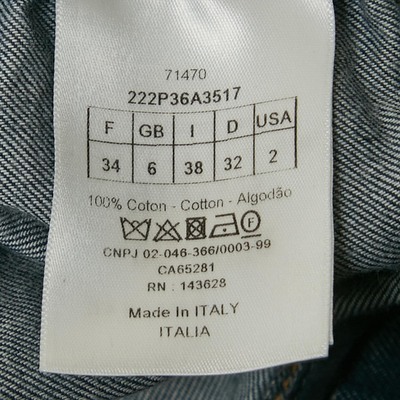 71470
222P36A3517
F GB I D USA
34 6 38 32 2
100% Coton - Cotton - Algodão
F
CNPJ 02-046-366/0003-99
CA65281
RN : 143628
Made In ITALY
ITALIA